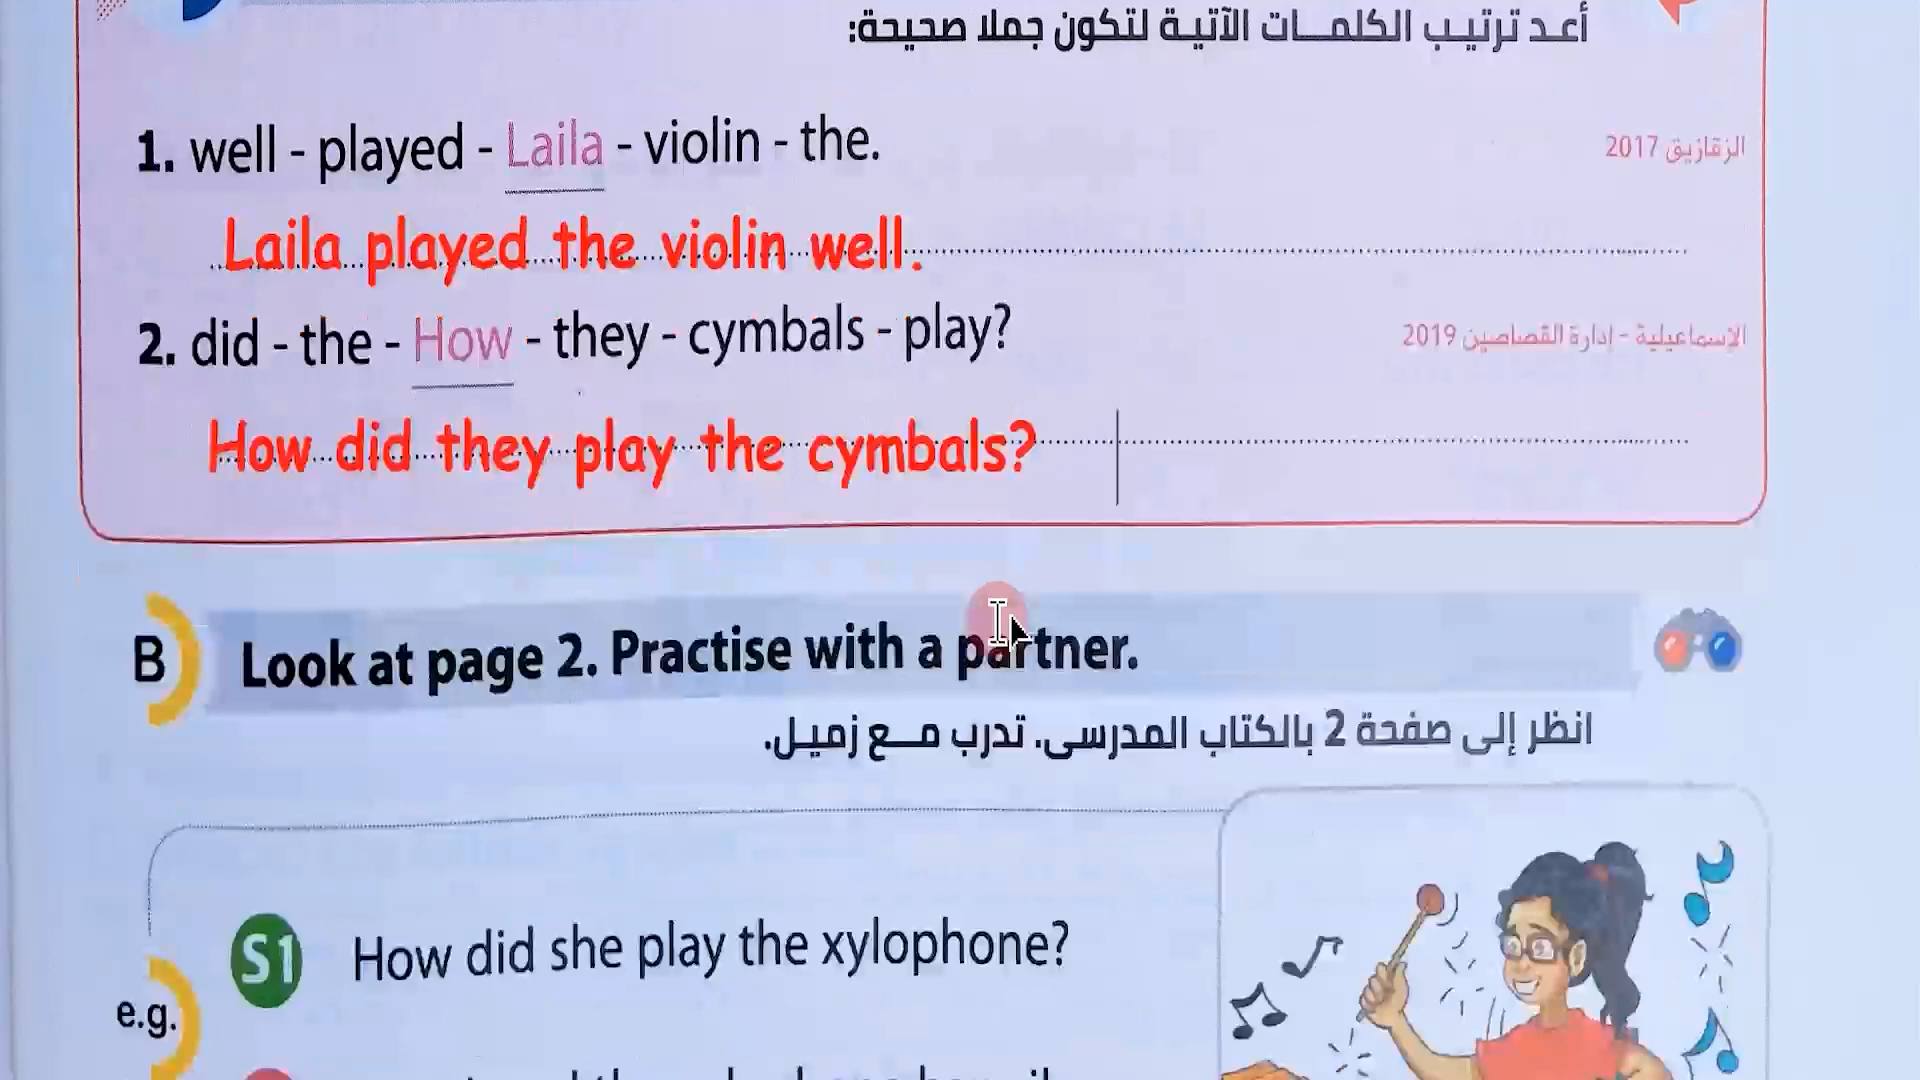 أعد ترتيب الكلمات الآتية لتكون جملا صحيحة:
1. well - played - Laila - violin - the.
الزقازيق 2017
Laila played the violin well.
2. did - the - How - they - cymbals - play?
الإسماعيلية - إدارة القصاصين 2019
How did they play the cymbals?
B Look at page 2. Practise with a partner.
انظر إلى صفحة 2 بالكتاب المدرسى. تدرب مع زميل.
S1 How did she play the xylophone?
e.g.